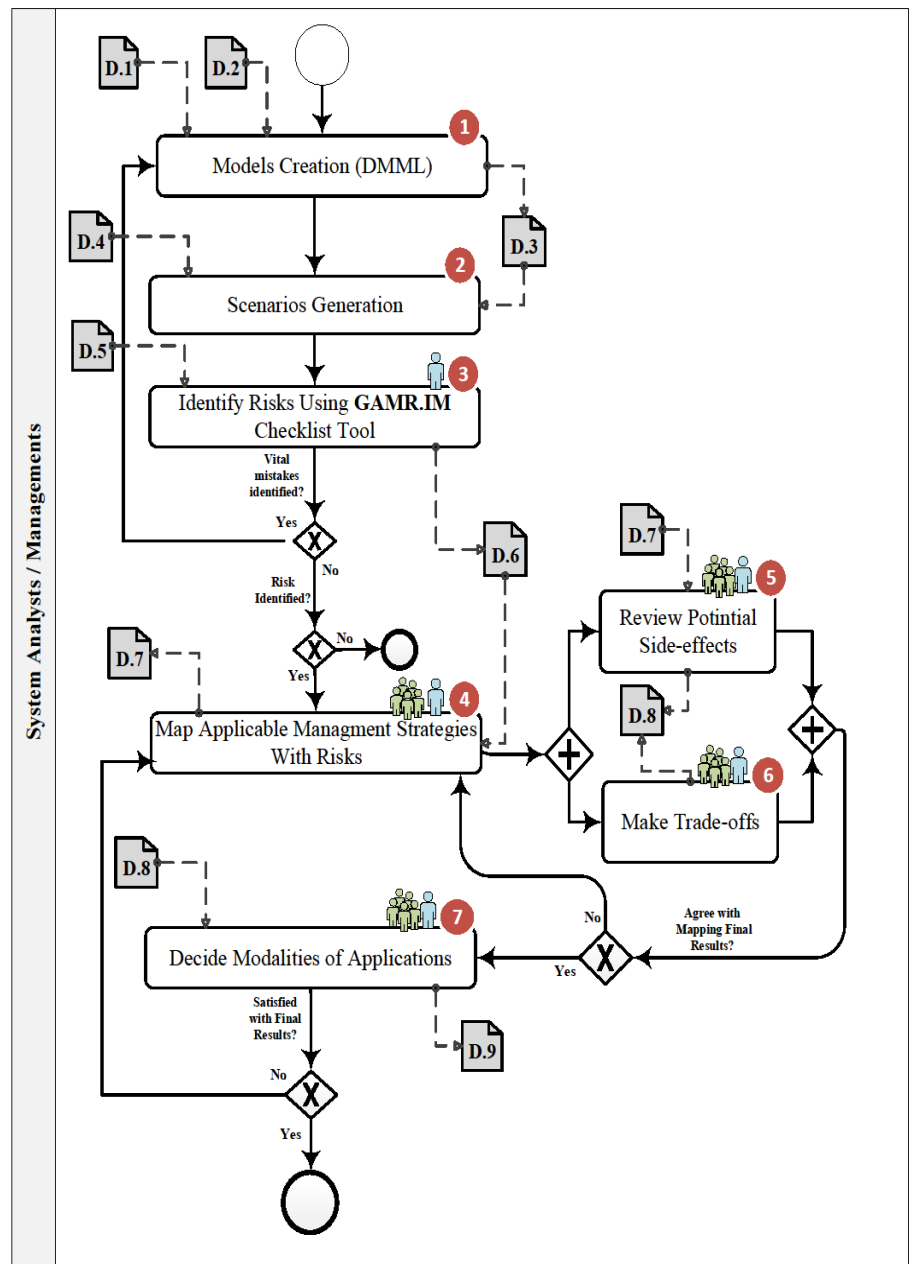 System Analysts / Managements
D.1
D.2
1
Models Creation (DMML)
D.3
D.4
2
Scenarios Generation
D.5
3
Identify Risks Using GAMR.IM
Checklist Tool
Vital
mistakes
identified?
Yes
X
No
D.6
Risk
Identified?
X
No
Yes
D.7
4
Map Applicable Managment Strategies
With Risks
D.7
5
Review Potintial
Side-effects
D.8
6
Make Trade-offs
Agree with
Mapping Final
Results?
No
X
Yes
D.8
7
Decide Modalities of Applications
Satisfied
with Final
Results?
D.9
No
X
Yes